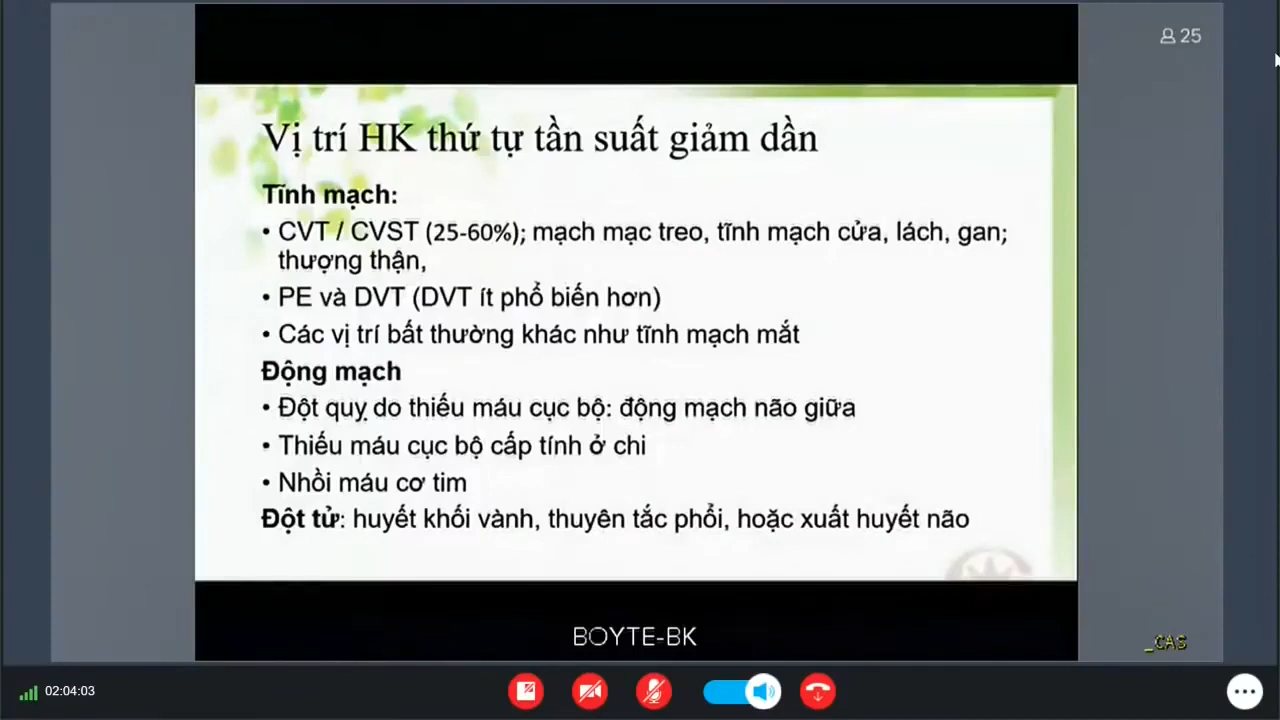 25
Vị trí HK thứ tự tần suất giảm dần
Tĩnh mạch:
• CVT / CVST (25-60%); mạch mạc treo, tĩnh mạch cửa, lách, gan;
thượng thận,
• PE và DVT (DVT ít phổ biến hơn)
• Các vị trí bất thường khác như tĩnh mạch mắt
Động mạch
• Đột quỵ do thiếu máu cục bộ: động mạch não giữa
• Thiếu máu cục bộ cấp tính ở chi
• Nhồi máu cơ tim
Đột tử: huyết khối vành, thuyên tắc phổi, hoặc xuất huyết não
BOYTE-BK
_CAS
02:04:03